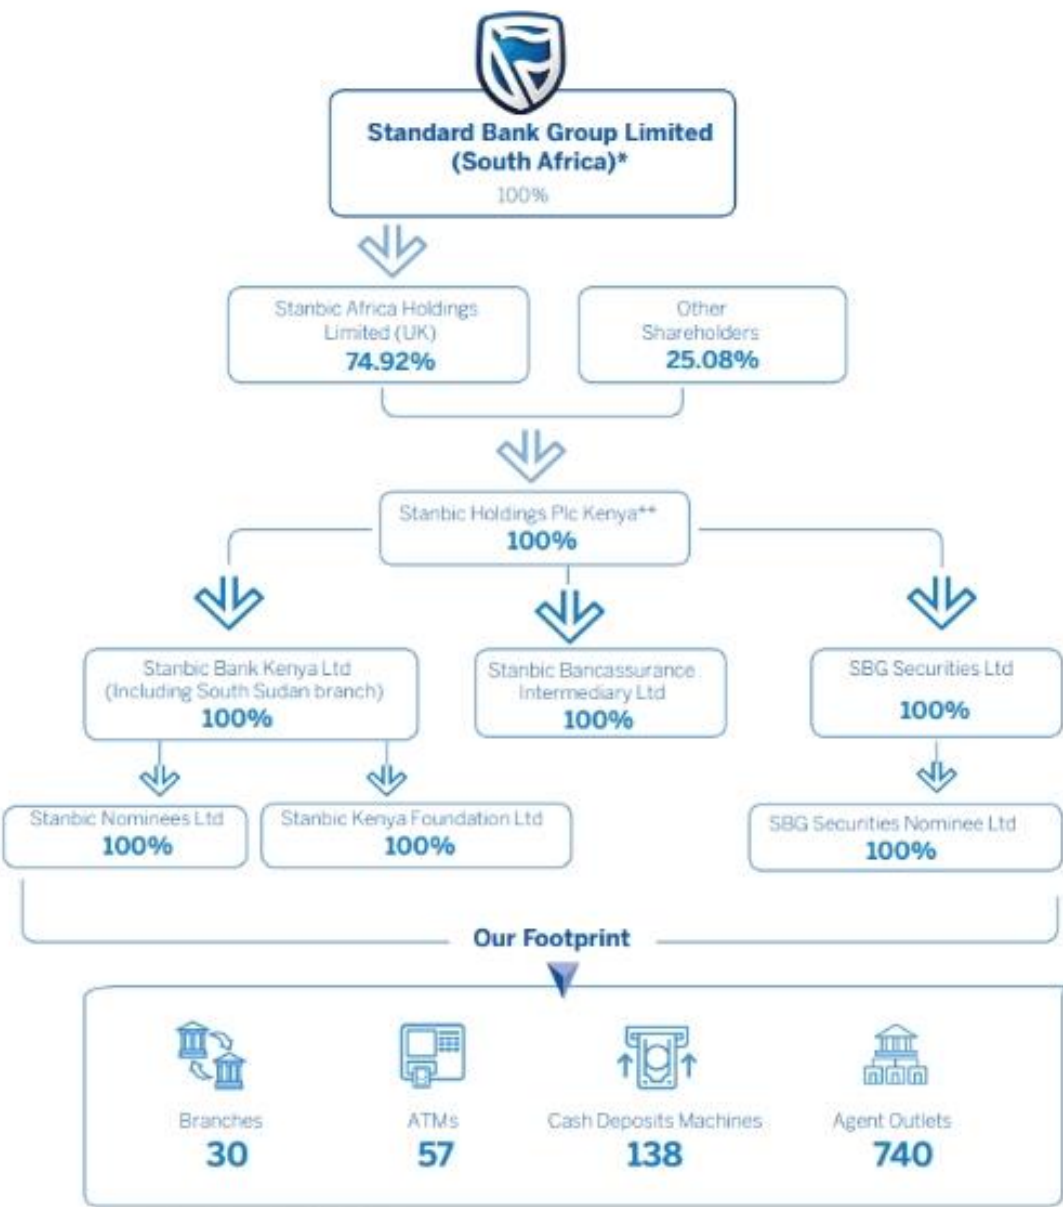 Standard Bank Group Limited
(South Africa)*
100%
Stanbic Africa Holdings
Limited (UK)
74.92%
Other
Shareholders
25.08%
Stanbic Holdings Plc Kenya**
100%
Stanbic Bank Kenya Ltd
(Including South Sudan branch)
100%
Stanbic Bancassurance
Intermediary Ltd
100%
SBG Securities Ltd
100%
Stanbic Nominees Ltd
100%
Stanbic Kenya Foundation Ltd
100%
SBG Securities Nominee Ltd
100%
Our Footprint
Branches
30
ATMs
57
Cash Deposits Machines
138
Agent Outlets
740